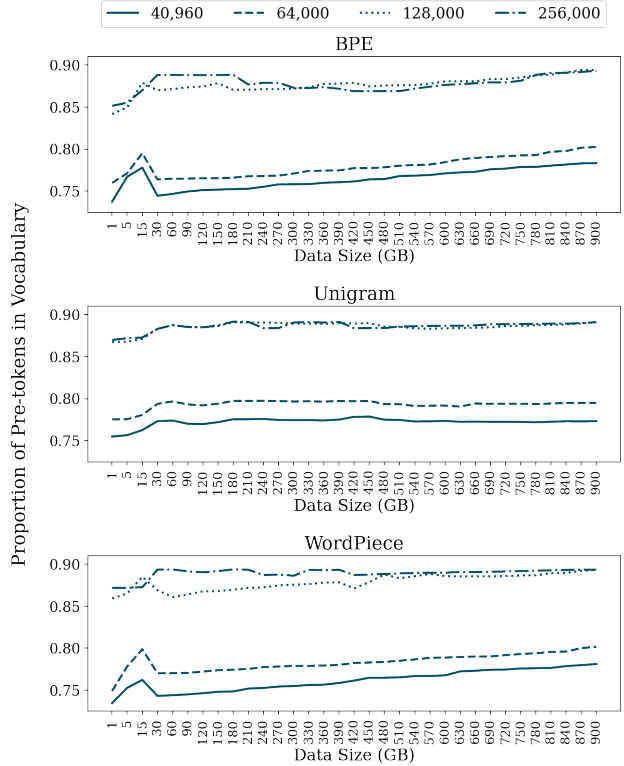 40,960 64,000 128,000 256,000
BPE
0.90
0.85
0.80
0.75
1 5 15 30 60 90 120 150 180 210 240 270 300 330 360 390 420 450 480 510 540 570 600 630 660 690 720 750 780 810 840 870 900
Data Size (GB)
Proportion of Pre-tokens in Vocabulary
Unigram
0.90
0.85
0.80
0.75
1 5 15 30 60 90 120 150 180 210 240 270 300 330 360 390 420 450 480 510 540 570 600 630 660 690 720 750 780 810 840 870 900
Data Size (GB)
WordPiece
0.90
0.85
0.80
0.75
1 5 15 30 60 90 120 150 180 210 240 270 300 330 360 390 420 450 480 510 540 570 600 630 660 690 720 750 780 810 840 870 900
Data Size (GB)